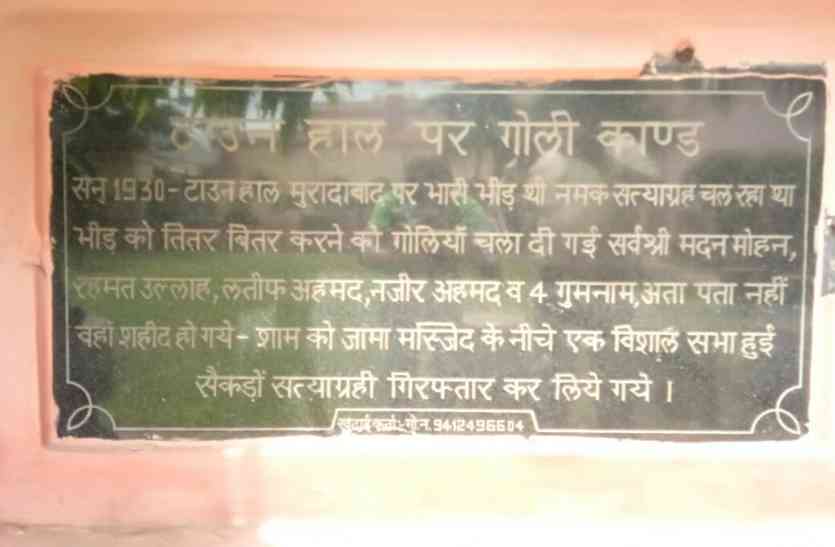 टाउन हाल पर गोली काण्ड
सन् 1930- टाउन हाल मुरादाबाद पर भारी भीड़ थी नमक सत्याग्रह चल रहा था
भीड़ को तितर बितर करने को गोलियाँ चला दी गई सर्वश्री मदन मोहन,
रहमत उल्लाह, लतीफ अहमद, नजीर अहमद व 4 गुमनाम, अता पता नहीं
वहाँ शहीद हो गये- शाम को जामा मस्जिद के नीचे एक विशाल सभा हुई
सैकड़ों सत्याग्रही गिरफ्तार कर लिये गये ।
खुदाई कर्ता:- मो.न. 9412496604